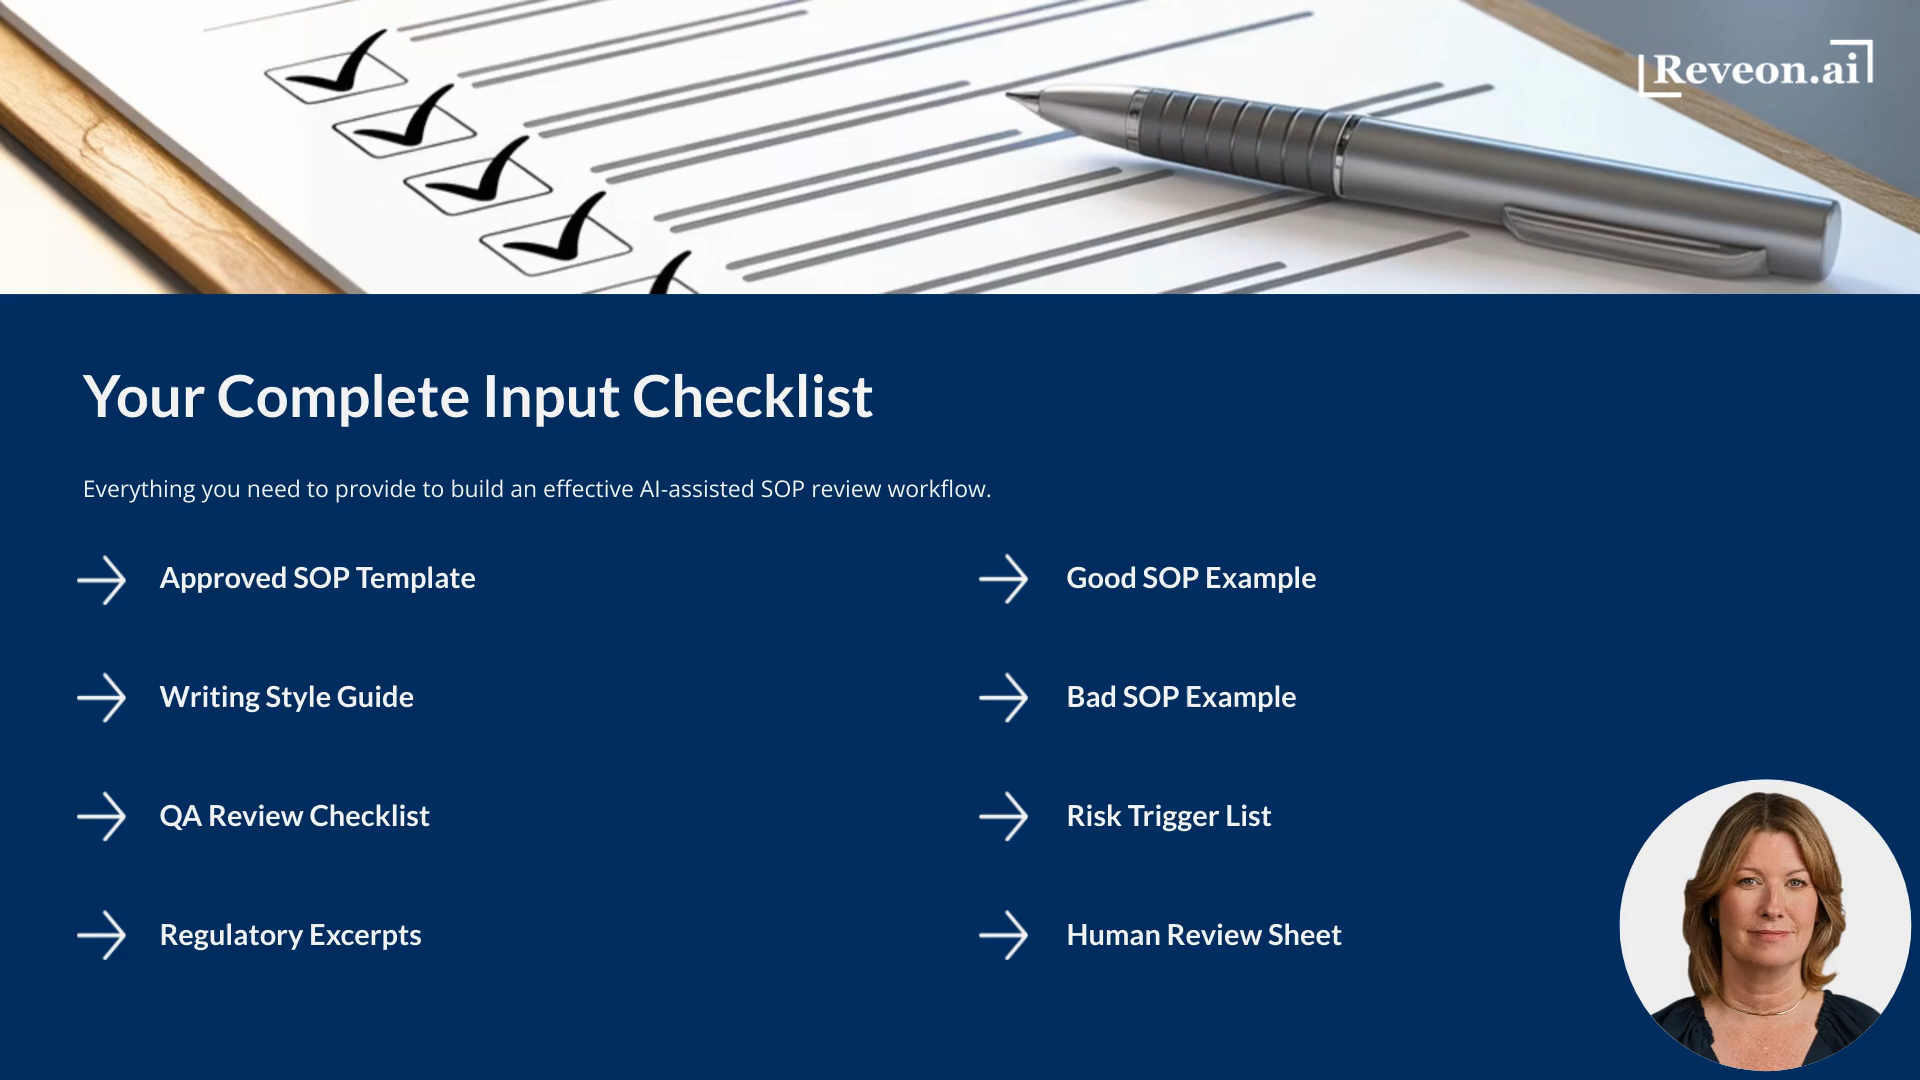 Reveon.ai
Your Complete Input Checklist
Everything you need to provide to build an effective AI-assisted SOP review workflow.
Approved SOP Template
Writing Style Guide
QA Review Checklist
Regulatory Excerpts
Good SOP Example
Bad SOP Example
Risk Trigger List
Human Review Sheet